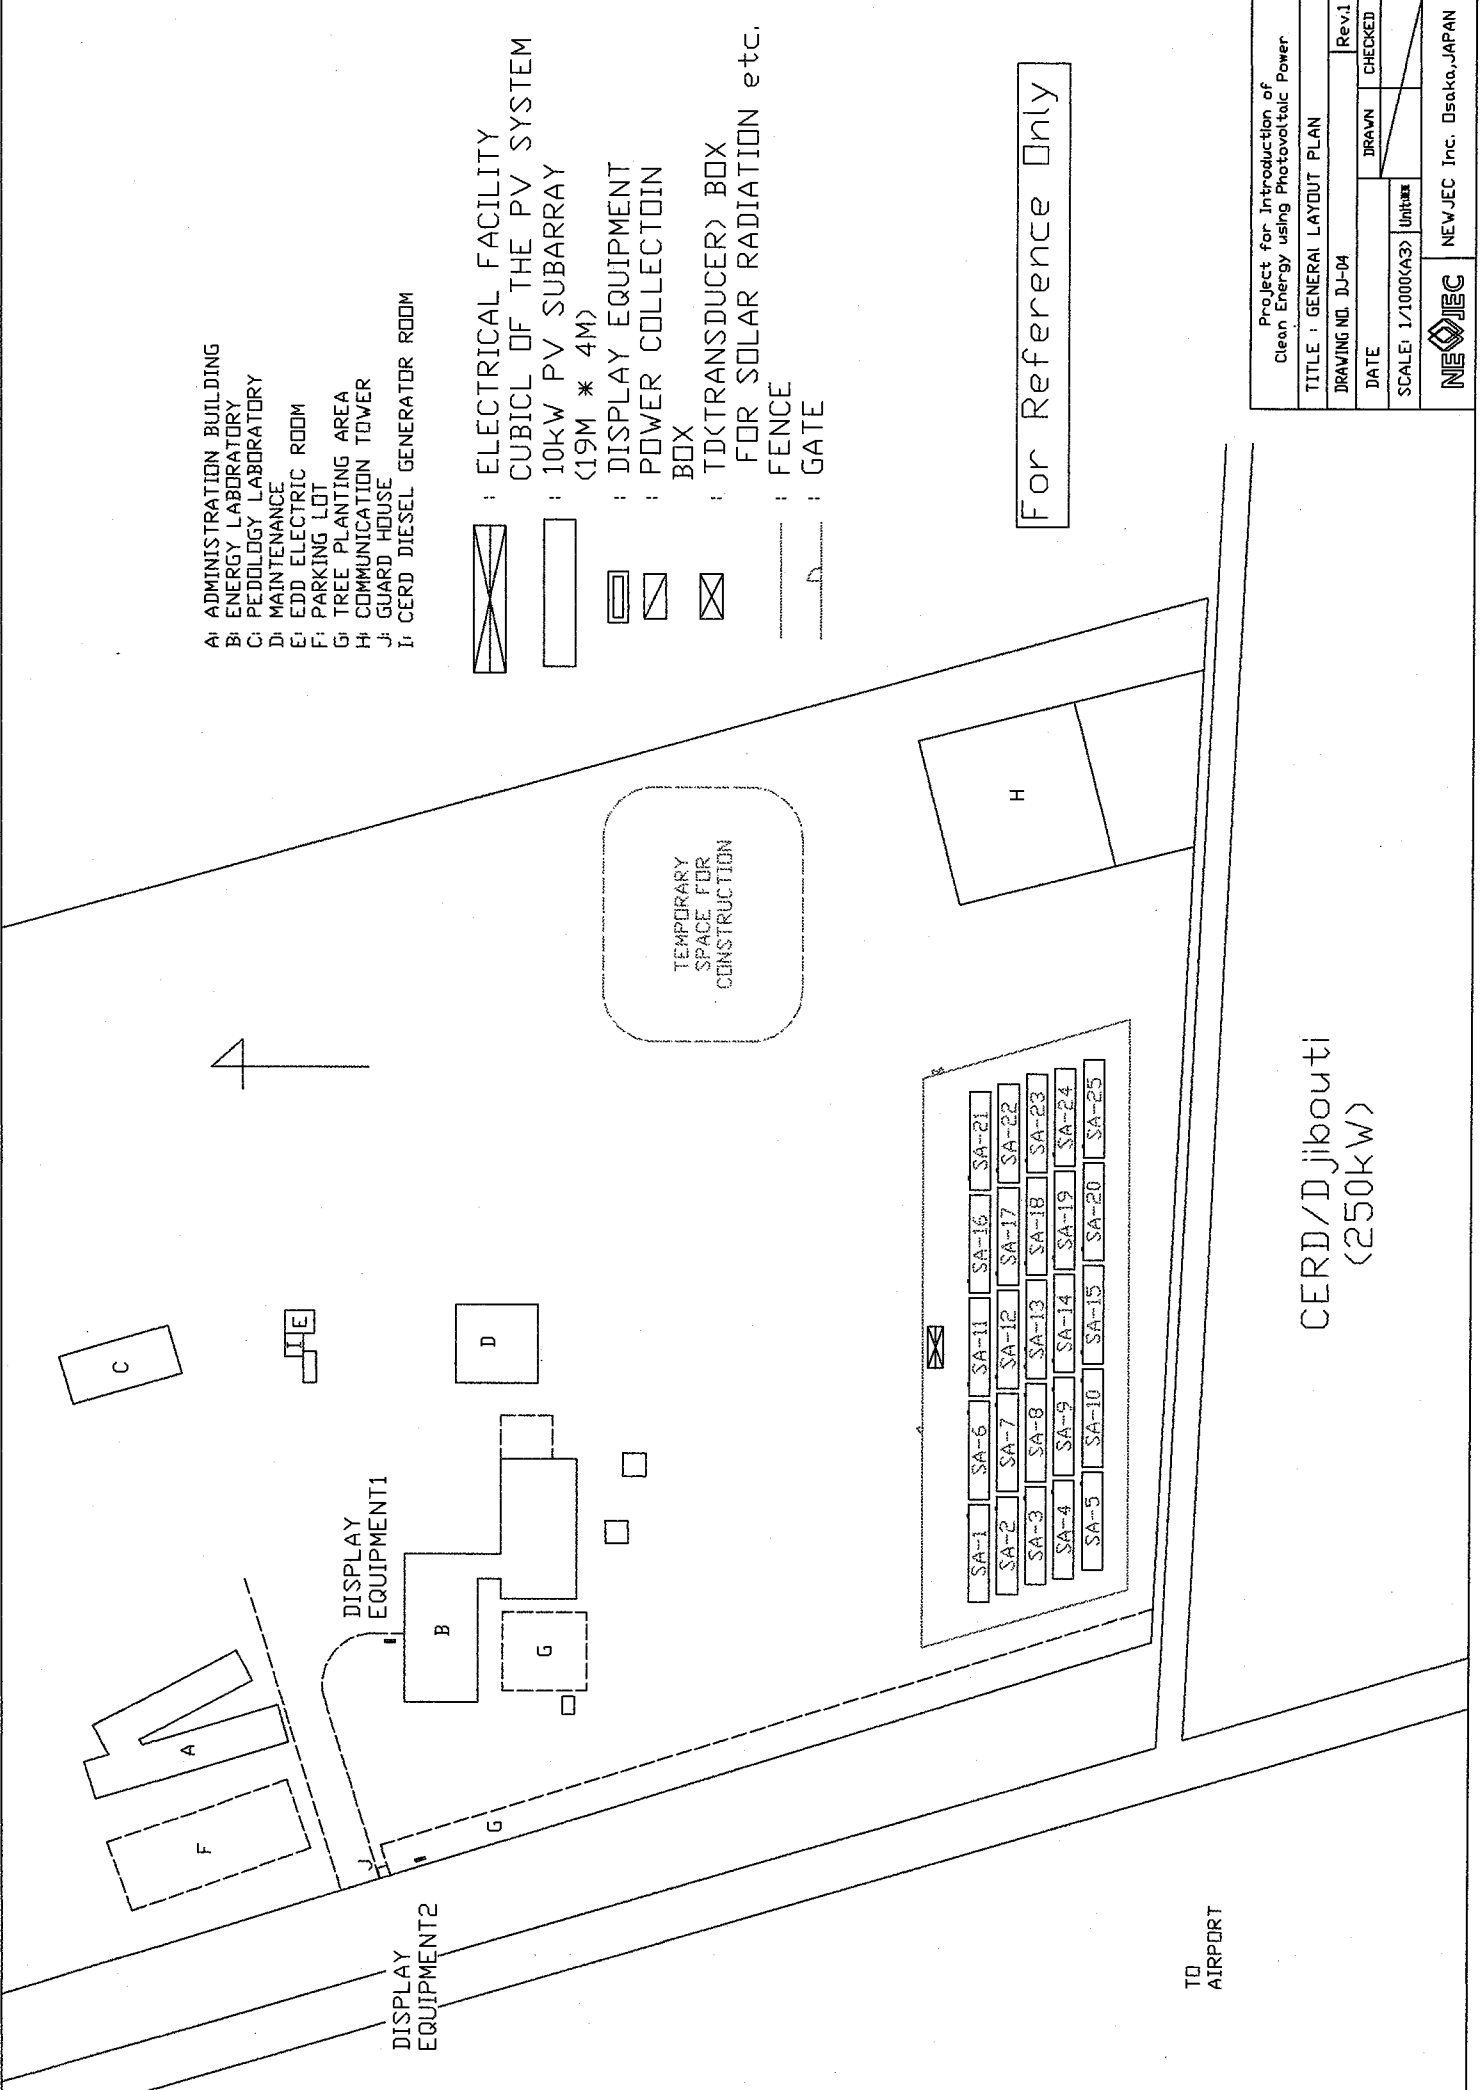 A: ADMINISTRATION BUILDING
B: ENERGY LABORATORY
C: PEDOLOGY LABORATORY
D: MAINTENANCE
E: EDD ELECTRIC ROOM
F: PARKING LOT
G: TREE PLANTING AREA
H: COMMUNICATION TOWER
J: GUARD HOUSE
I: CERD DIESEL GENERATOR ROOM
: ELECTRICAL FACILITY
CUBICL OF THE PV SYSTEM
: 10kW PV SUBARRAY
(19M * 4M)
: DISPLAY EQUIPMENT
: POWER COLLECTOIN
BOX
: TD(TRANSDUCER) BOX
FOR SOLAR RADIATION etc.
: FENCE
: GATE
For Reference Only
C
I
E
D
A
F
J
G
B
G
H
DISPLAY
EQUIPMENT1
DISPLAY
EQUIPMENT2
TEMPORARY
SPACE FOR
CONSTRUCTION
SA-1 SA-6 SA-11 SA-16 SA-21
SA-2 SA-7 SA-12 SA-17 SA-22
SA-3 SA-8 SA-13 SA-18 SA-23
SA-4 SA-9 SA-14 SA-19 SA-24
SA-5 SA-10 SA-15 SA-20 SA-25
TO
AIRPORT
CERD/Djibouti
(250kW)
Project for Introduction of
Clean Energy using Photovoltaic Power
TITLE : GENERAL LAYOUT PLAN
DRAWING NO. DJ-04 Rev.1
DATE DRAWN CHECKED
SCALE: 1/1000(A3)
NEWJEC NEWJEC Inc. Osaka,JAPAN